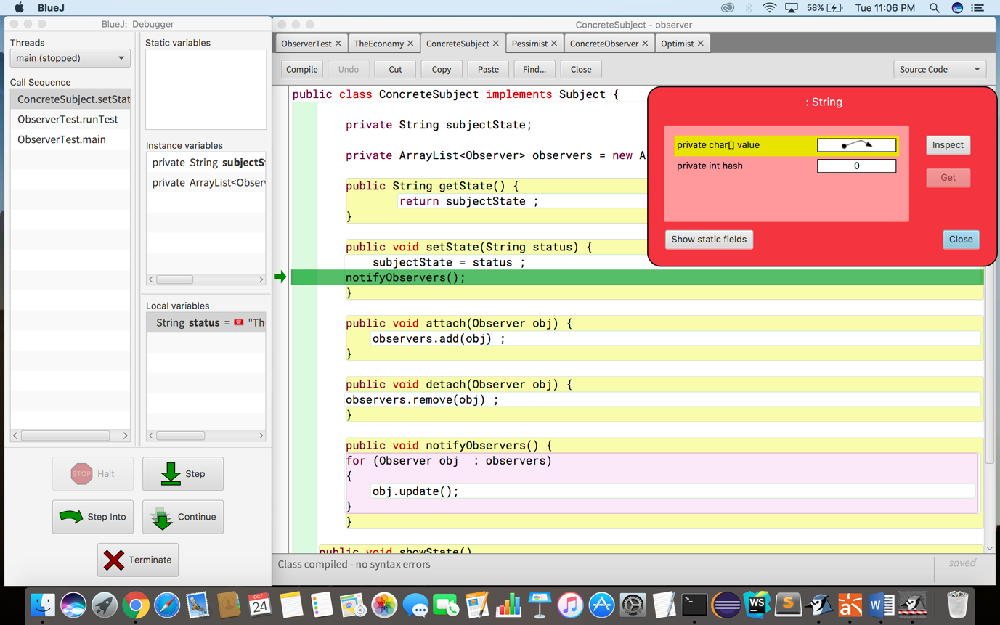 BlueJ
58%
Tue 11:06 PM
BlueJ: Debugger
Threads
main (stopped)
Call Sequence
ConcreteSubject.setStat
ObserverTest.runTest
ObserverTest.main
Static variables
Instance variables
private String subjectS
private ArrayList<Obser
Local variables
String status = "The
STOP Halt
Step
Step Into
Continue
Terminate
ConcreteSubject - observer
ObserverTest TheEconomy ConcreteSubject Pessimist ConcreteObserver Optimist
Compile Undo Cut Copy Paste Find... Close Source Code
public class ConcreteSubject implements Subject {
private String subjectState;
private ArrayList<Observer> observers = new A
public String getState() {
return subjectState ;
}
public void setState(String status) {
subjectState = status ;
notifyObservers();
}
public void attach(Observer obj) {
observers.add(obj) ;
}
public void detach(Observer obj) {
observers.remove(obj) ;
}
public void notifyObservers() {
for (Observer obj : observers)
{
obj.update();
}
}
public void showState()
: String
private char[] value
private int hash 0
Inspect
Get
Show static fields
Close
Class compiled - no syntax errors
saved
OCT
24
WS
S
W